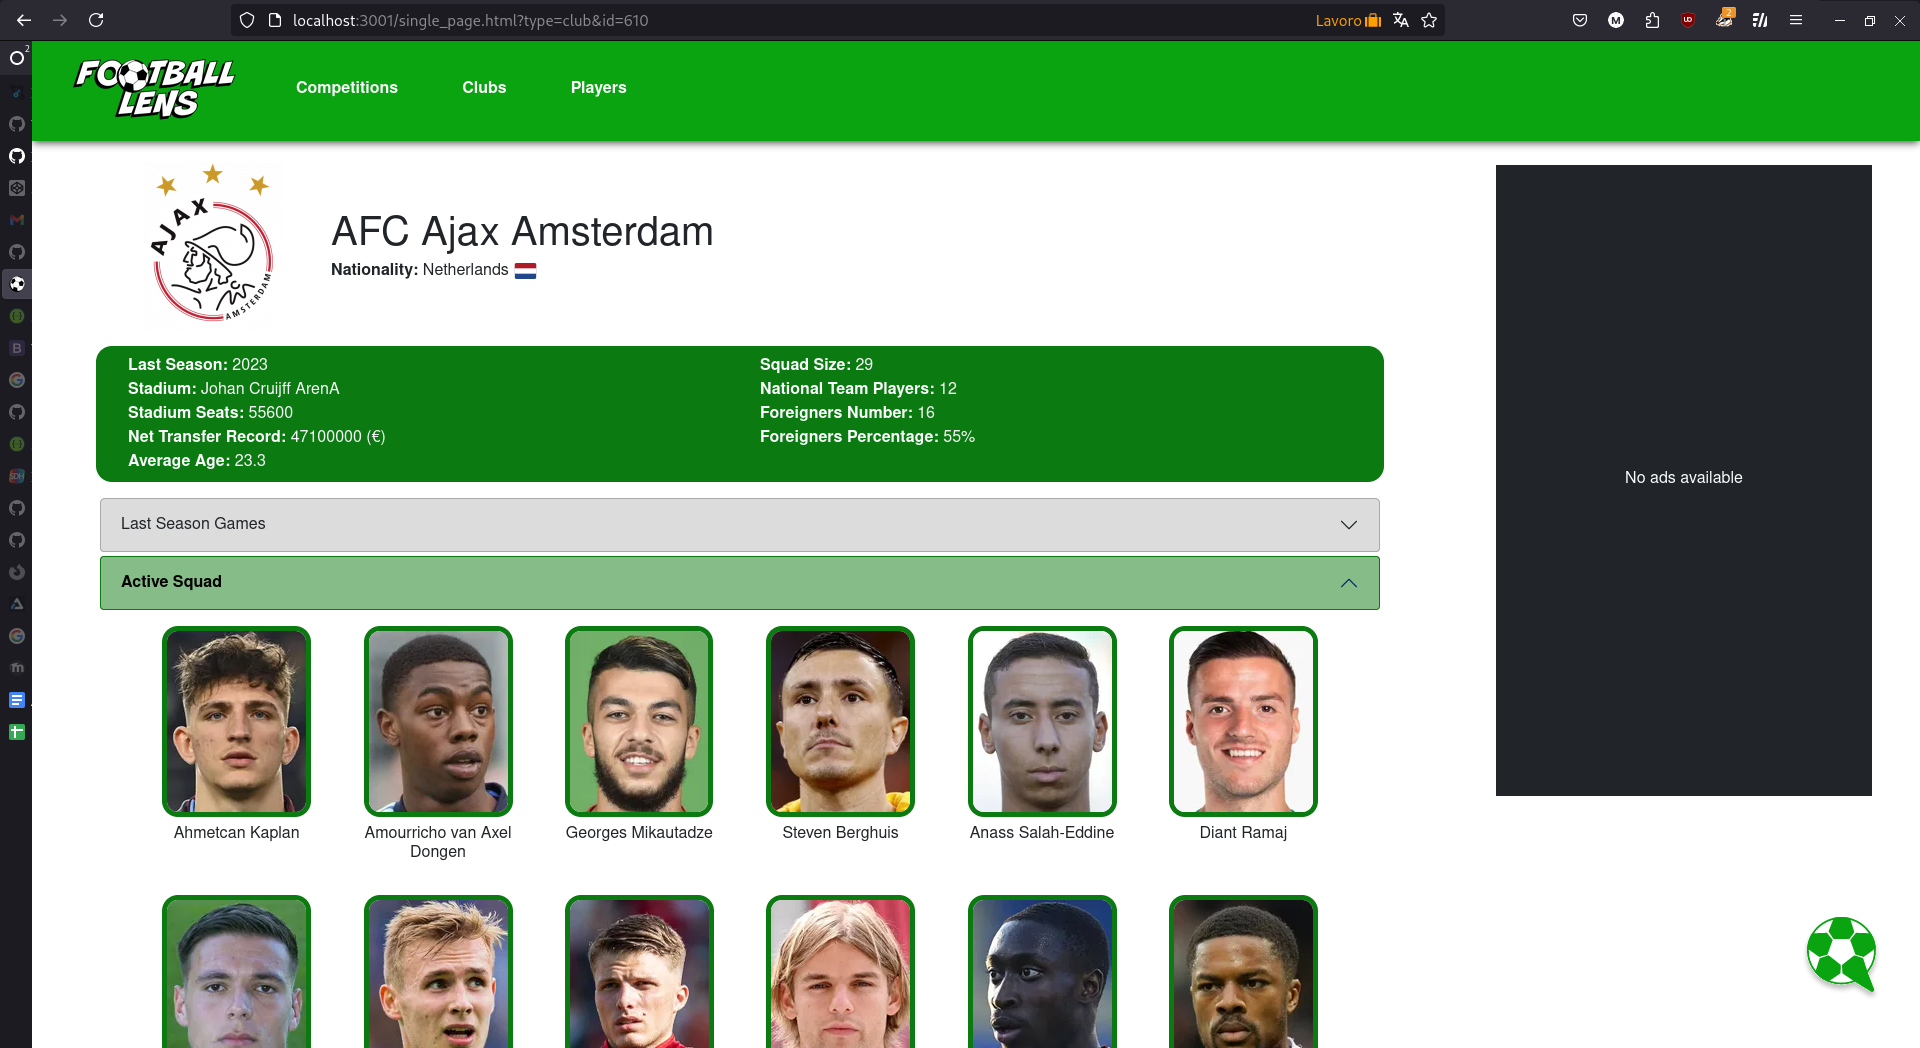 localhost:3001/single_page.html?type=club&id=610
Lavoro
2
2
FOOTBALL
LENS
Competitions
Clubs
Players
AJAX
AMSTERDAM
AFC Ajax Amsterdam
Nationality: Netherlands
Last Season: 2023
Stadium: Johan Cruijff ArenA
Stadium Seats: 55600
Net Transfer Record: 47100000 (€)
Average Age: 23.3
Squad Size: 29
National Team Players: 12
Foreigners Number: 16
Foreigners Percentage: 55%
No ads available
Last Season Games
Active Squad
Ahmetcan Kaplan
Amourricho van Axel
Dongen
Georges Mikautadze
Steven Berghuis
Anass Salah-Eddine
Diant Ramaj